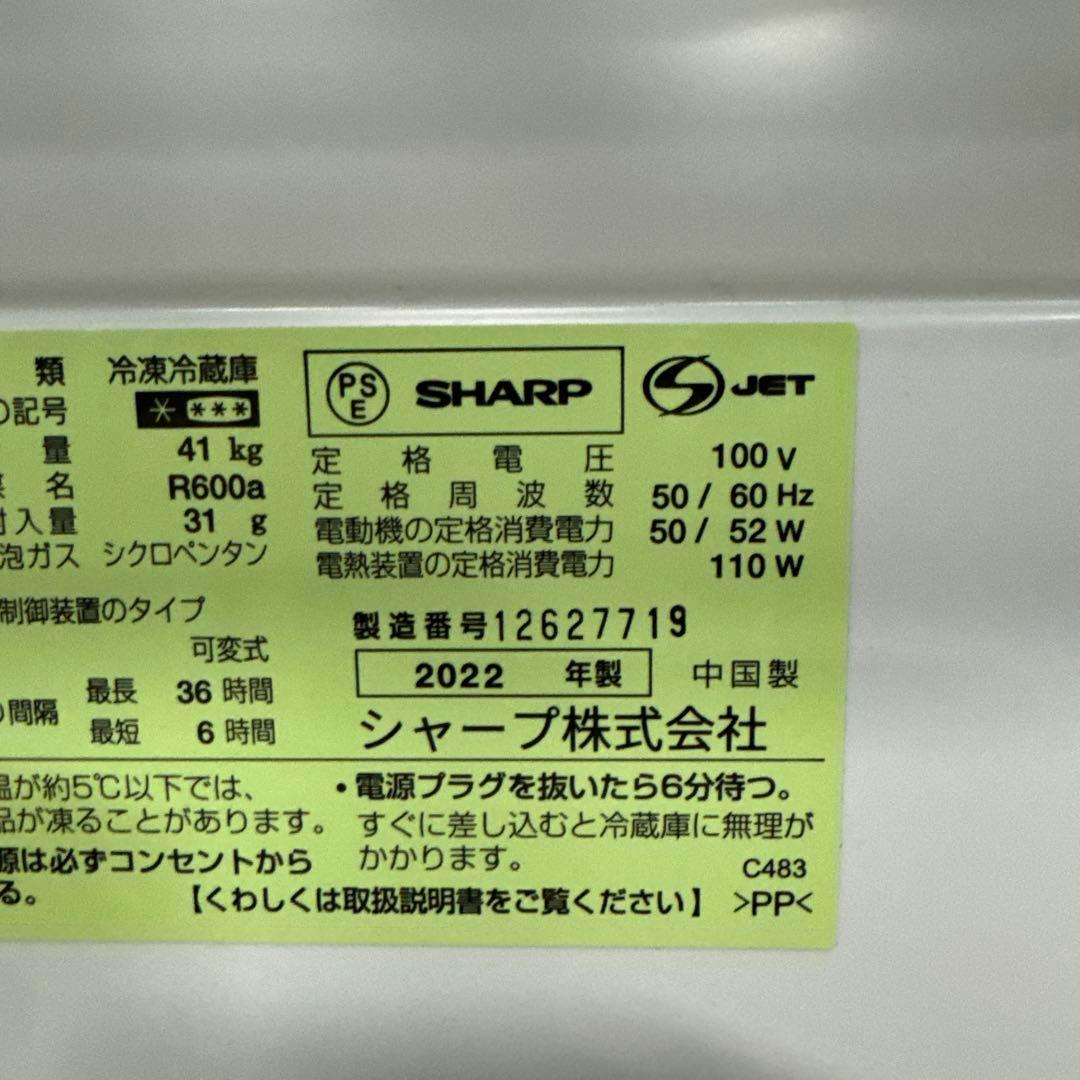 類 冷凍冷蔵庫
の記号 * ***
量 41 kg
名 R600a
封入量 31 g
泡ガス シクロペンタン
制御装置のタイプ
可変式
最長 36 時間
の間隔
最短 6 時間
PSE SHARP JET
定格電圧 100 V
定格周波数 50 / 60 Hz
電動機の定格消費電力 50 / 52 W
電熱装置の定格消費電力 110 W
製造番号 12627719
2022 年製 中国製
シャープ株式会社
温が約5℃以下では、
品が凍ることがあります。
源は必ずコンセントから
る。
・電源プラグを抜いたら6分待つ。
すぐに差し込むと冷蔵庫に無理が
かかります。
C483
【くわしくは取扱説明書をご覧ください】 >PP<